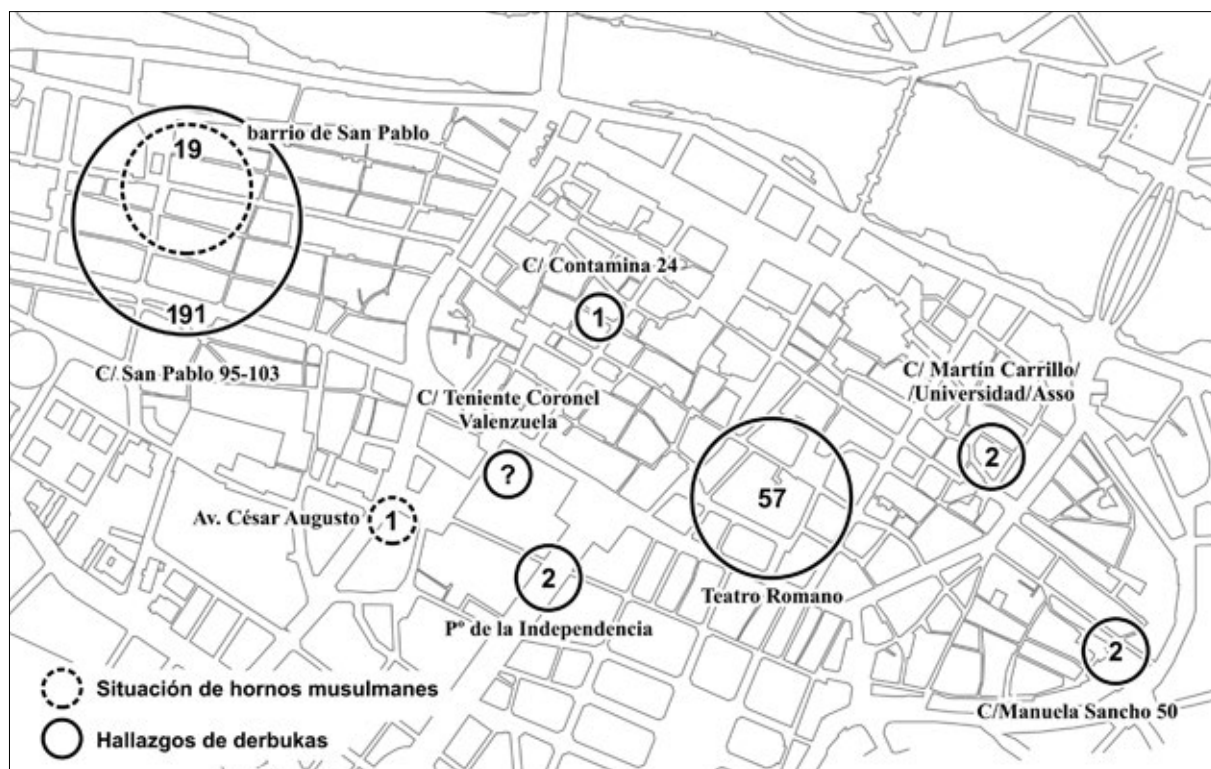 barrio de San Pablo
19
191
C/ San Pablo 95-103
C/ Contamina 24
1
C/ Teniente Coronel
Valenzuela
?
C/ Martín Carrillo/
/Universidad/Asso
2
57
Teatro Romano
Av. César Augusto
1
2
Pº de la Independencia
2
C/Manuela Sancho 50
Situación de hornos musulmanes
Hallazgos de derbukas